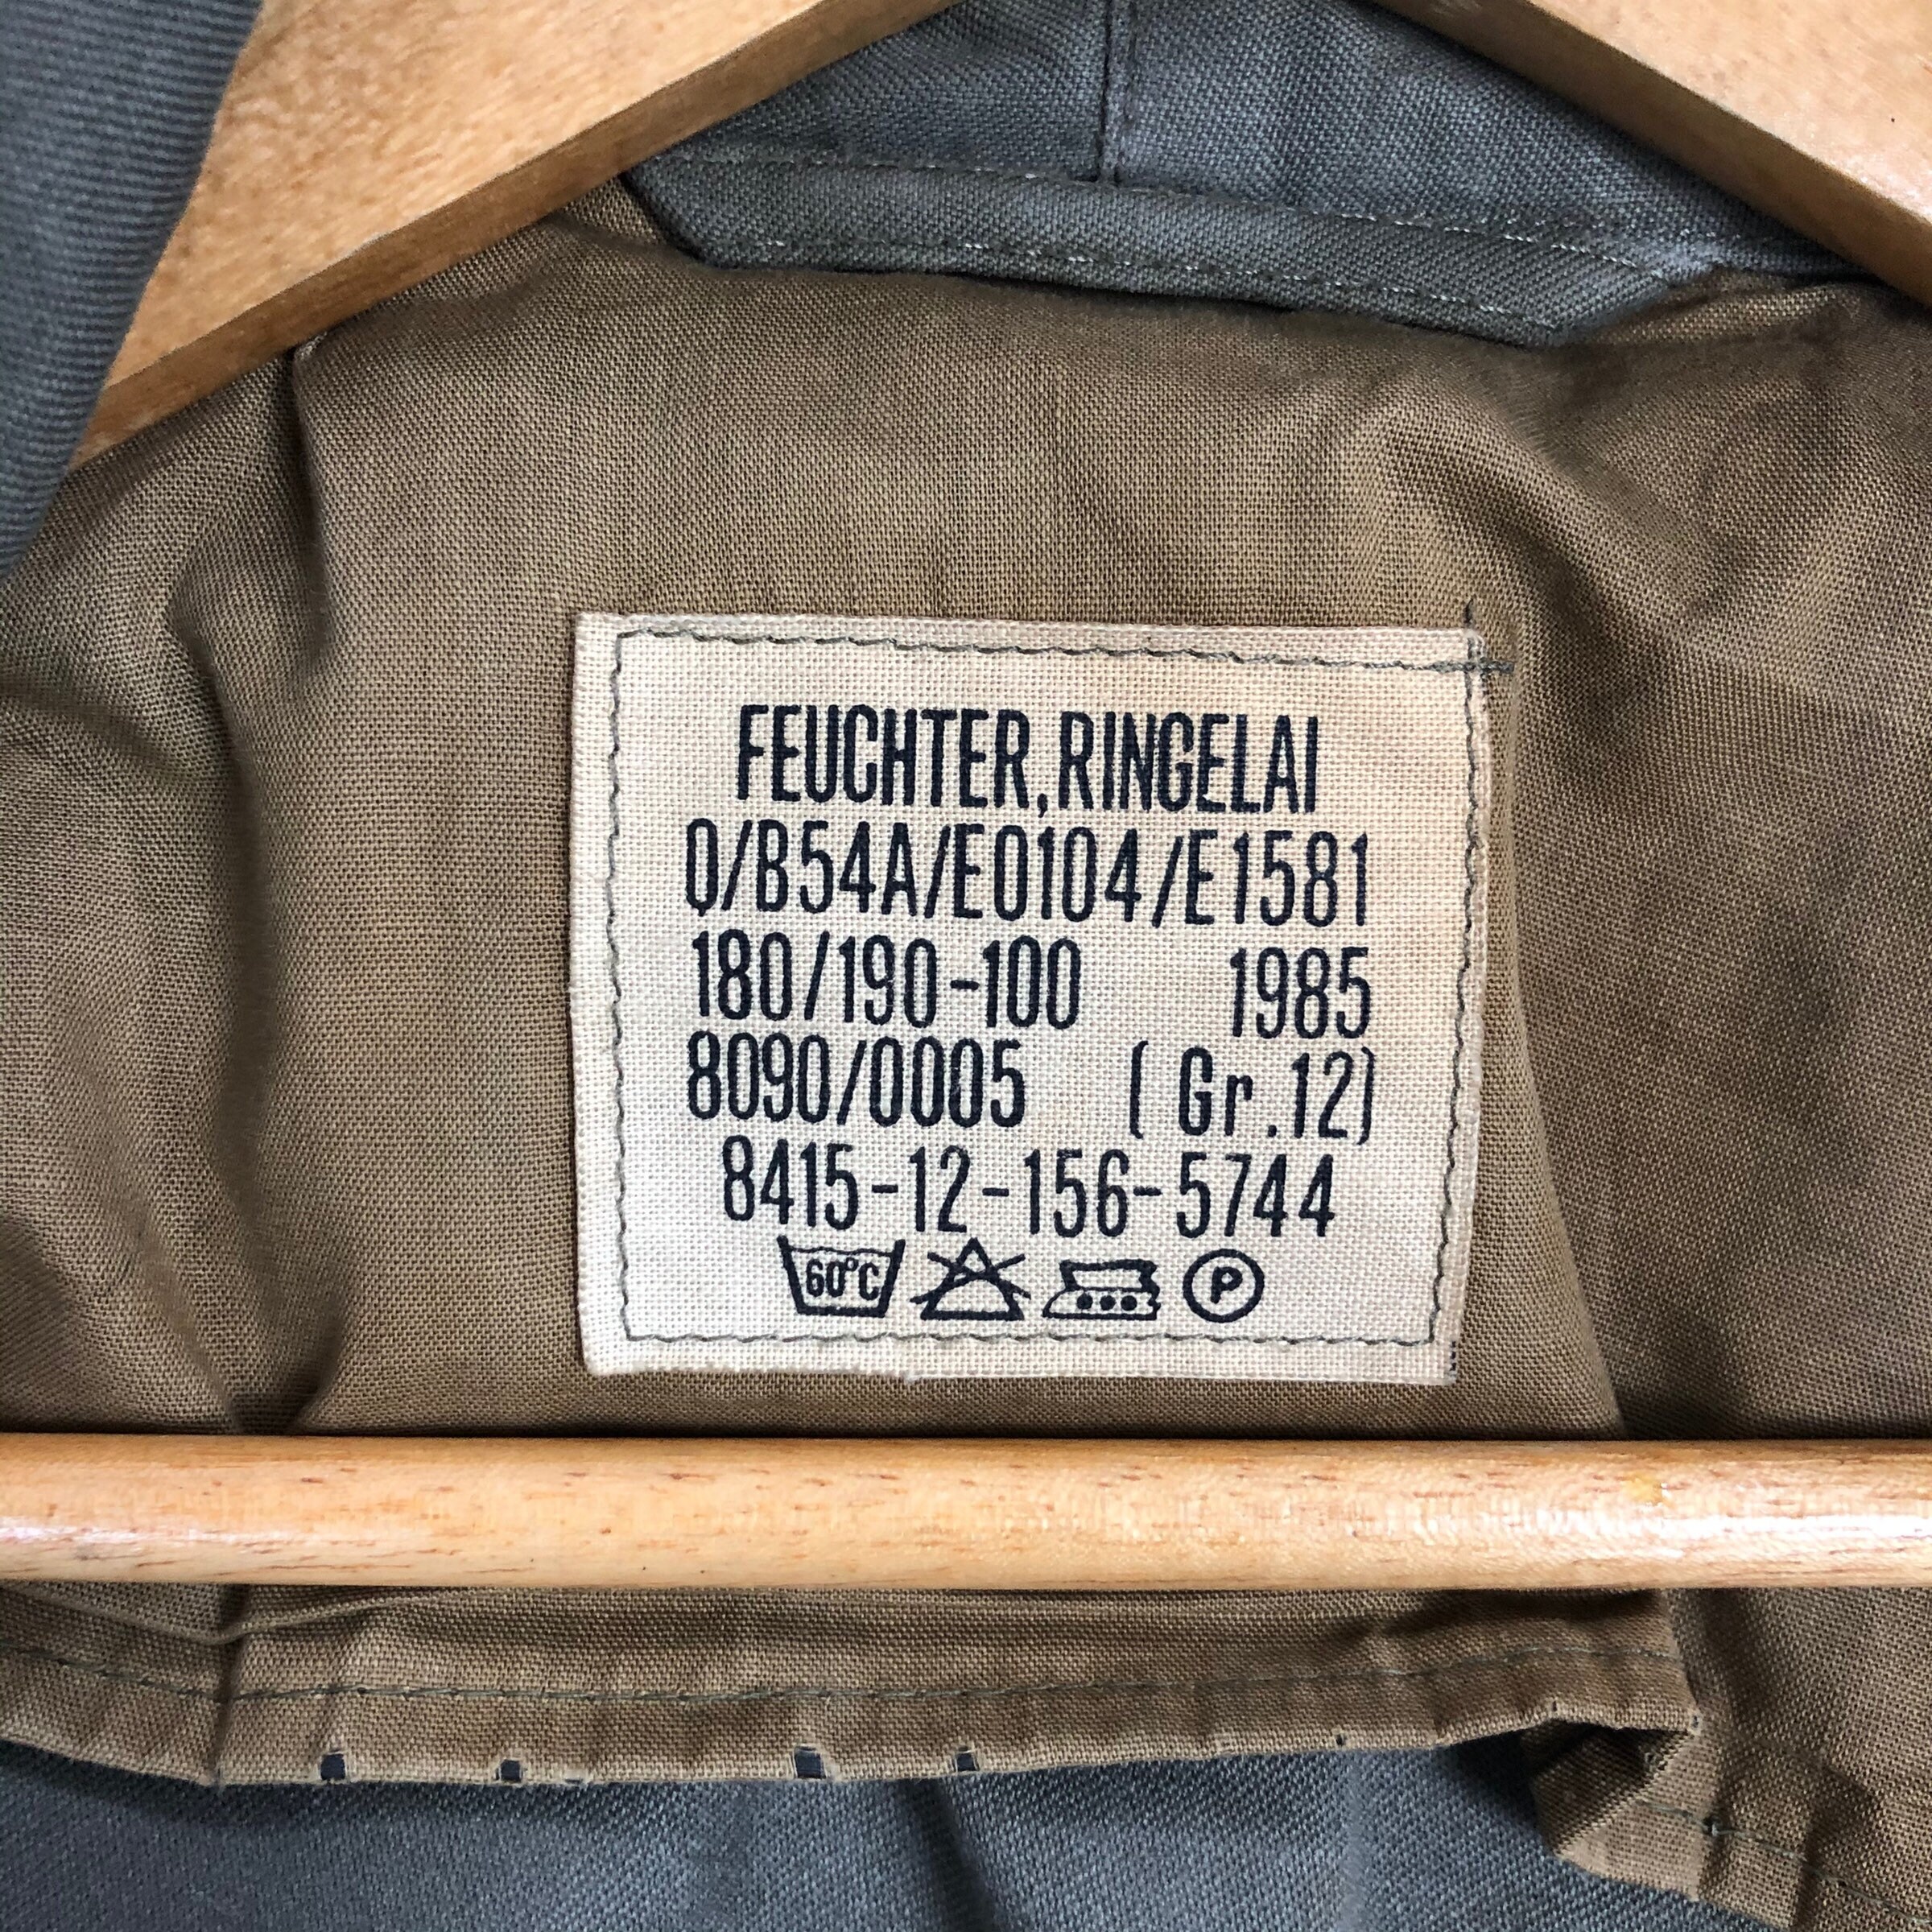 FEUCHTER, RINGELAI
Q/B54A/E0104/E1581
180/190-100 1985
8090/0005 (Gr.12)
8415-12-156-5744
60°C P